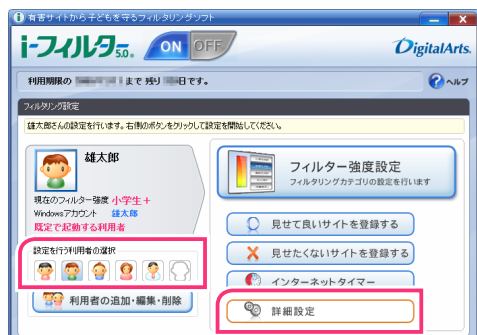 有害サイトから子どもを守るフィルタリングソフト
i-フィルター 5.0. ON OFF
DigitalArts.
利用期限の まで 残り 日です。
ヘルプ
フィルタリング設定
雄太郎さんの設定を行います。右側のボタンをクリックして設定を開始してください。
雄太郎
現在のフィルター強度 小学生+
Windowsアカウント 雄太郎
既定で起動する利用者
設定を行う利用者の選択
利用者の追加・編集・削除
フィルター強度設定
フィルタリングカテゴリの設定を行います
見せて良いサイトを登録する
見せたくないサイトを登録する
インターネットタイマー
詳細設定